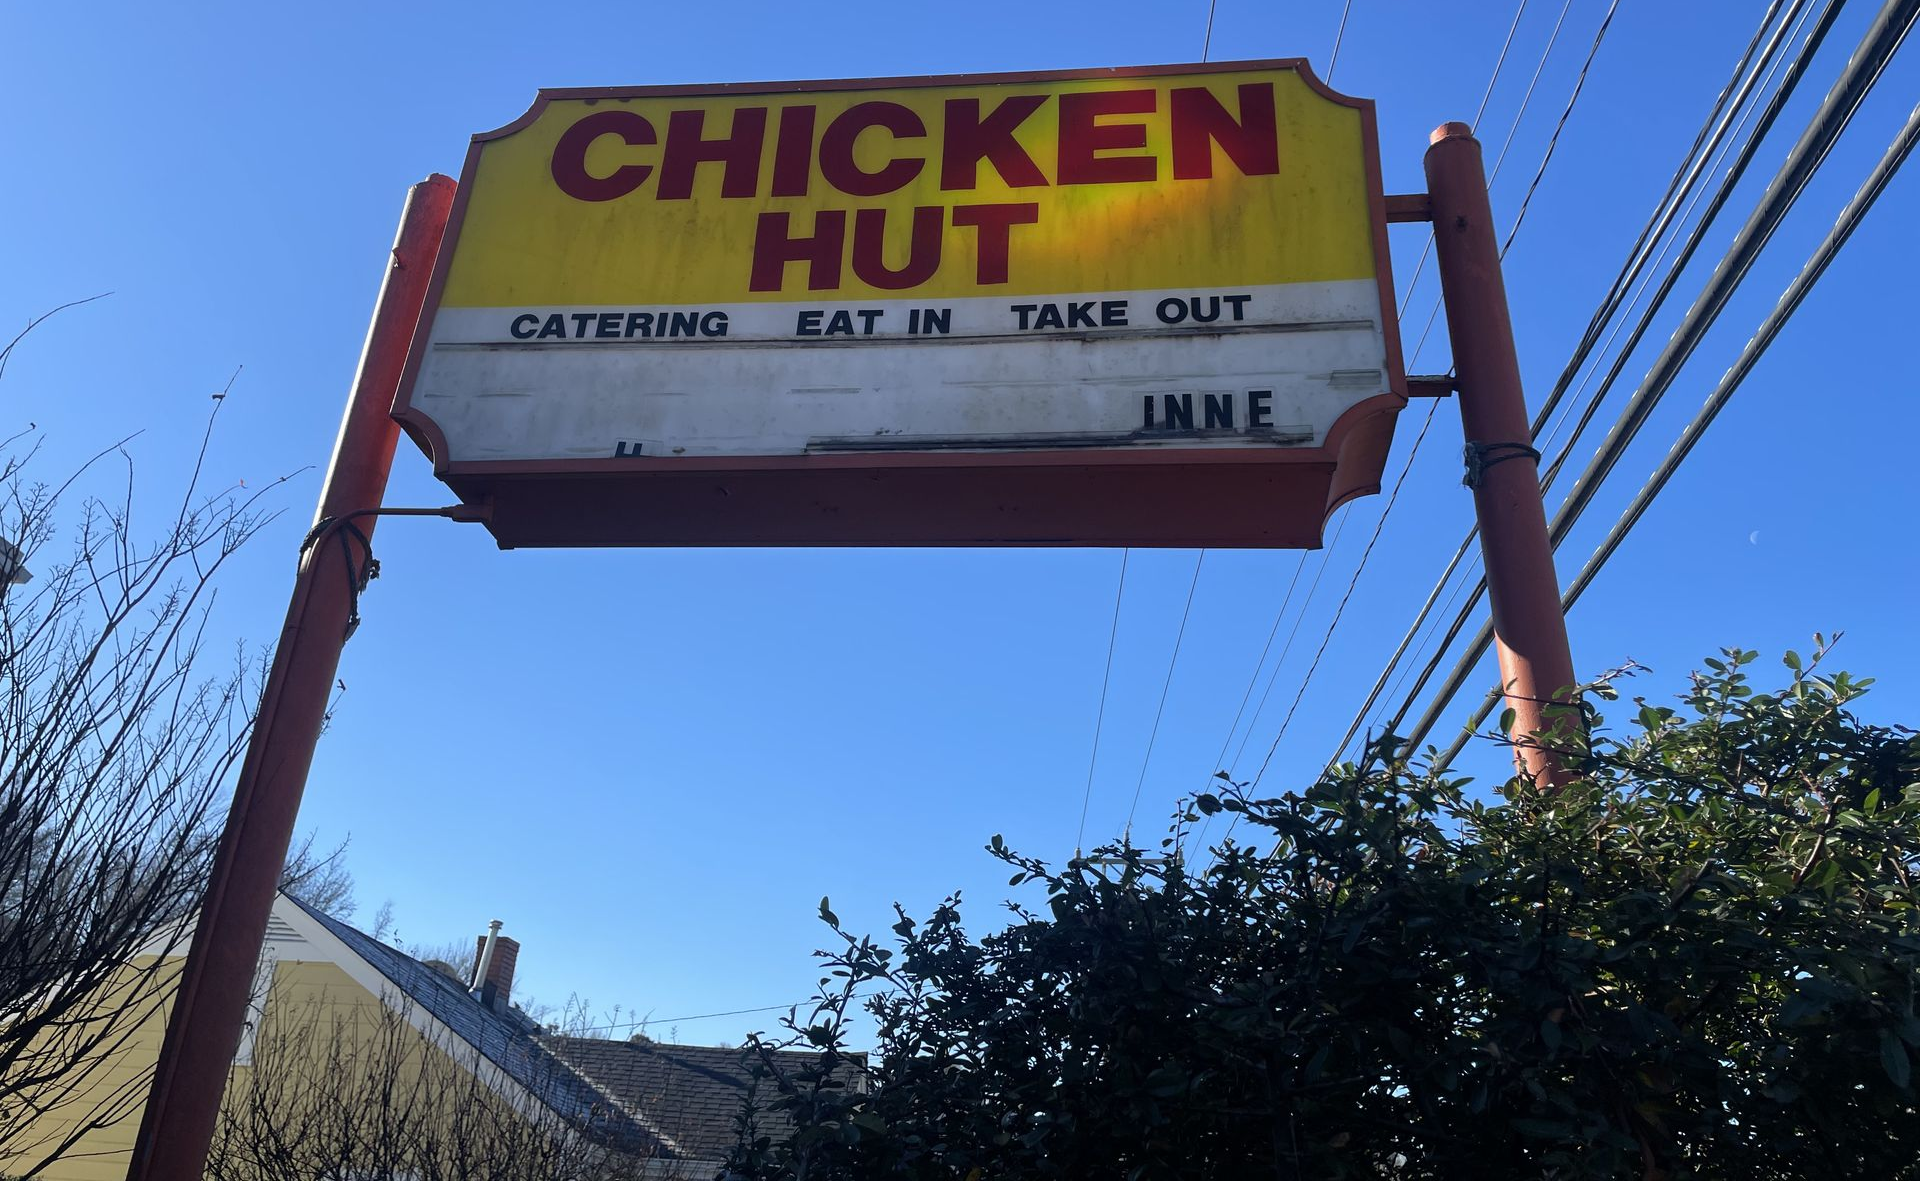 CHICKEN
HUT
CATERING EAT IN TAKE OUT
INNE
H